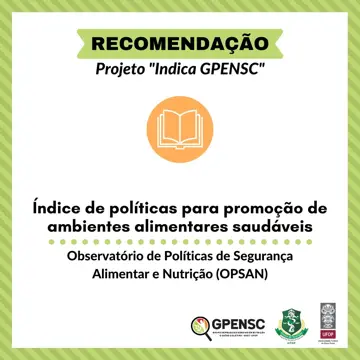 RECOMENDAÇÃO
Projeto "Indica GPENSC"
Índice de políticas para promoção de
ambientes alimentares saudáveis
Observatório de Políticas de Segurança
Alimentar e Nutrição (OPSAN)
GPENSC
UFOP